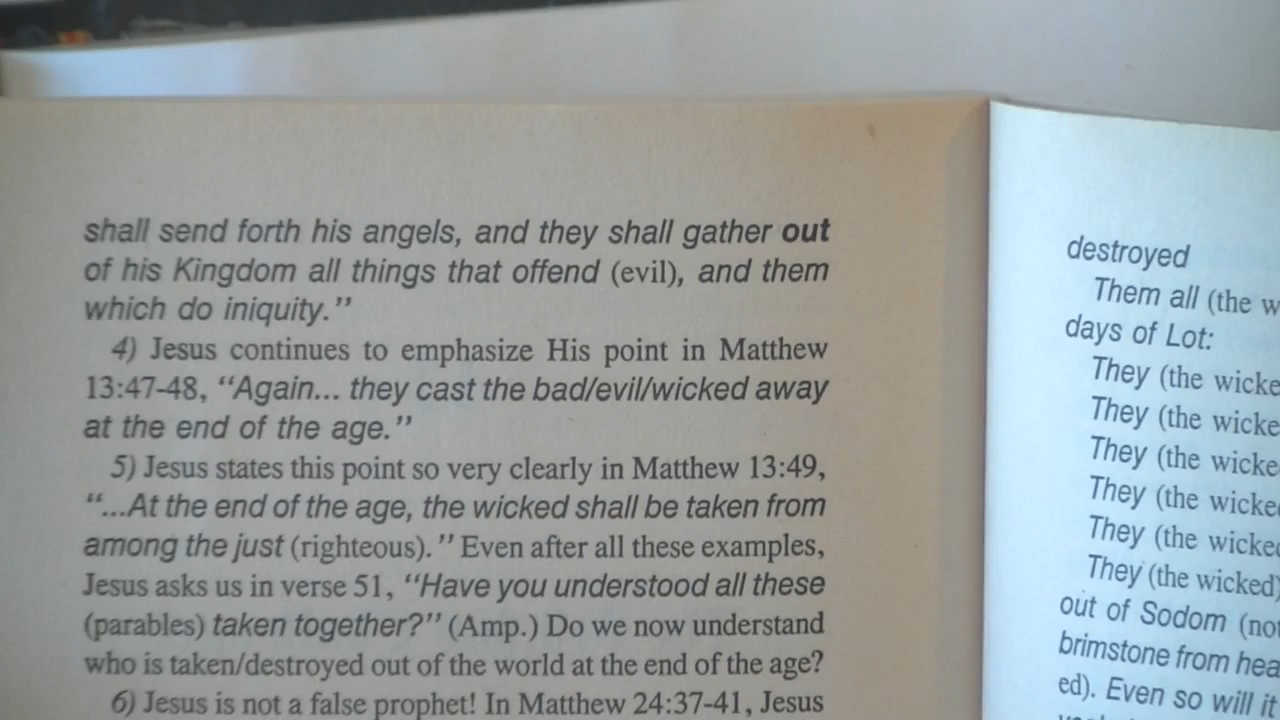 shall send forth his angels, and they shall gather out
of his Kingdom all things that offend (evil), and them
which do iniquity.”
4) Jesus continues to emphasize His point in Matthew
13:47-48, “Again... they cast the bad/evil/wicked away
at the end of the age.”
5) Jesus states this point so very clearly in Matthew 13:49,
“...At the end of the age, the wicked shall be taken from
among the just (righteous).” Even after all these examples,
Jesus asks us in verse 51, “Have you understood all these
(parables) taken together?” (Amp.) Do we now understand
who is taken/destroyed out of the world at the end of the age?
6) Jesus is not a false prophet! In Matthew 24:37-41, Jesus
destroyed
Them all (the
days of Lot:
They (the
They (the
They (the
They (the
They (the
They (the wicked)
out of Sodom
brimstone from
ed). Even so will it